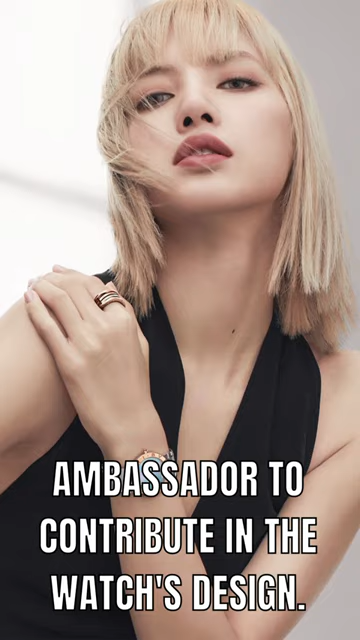 AMBASSADOR TO
CONTRIBUTE IN THE
WATCH'S DESIGN.